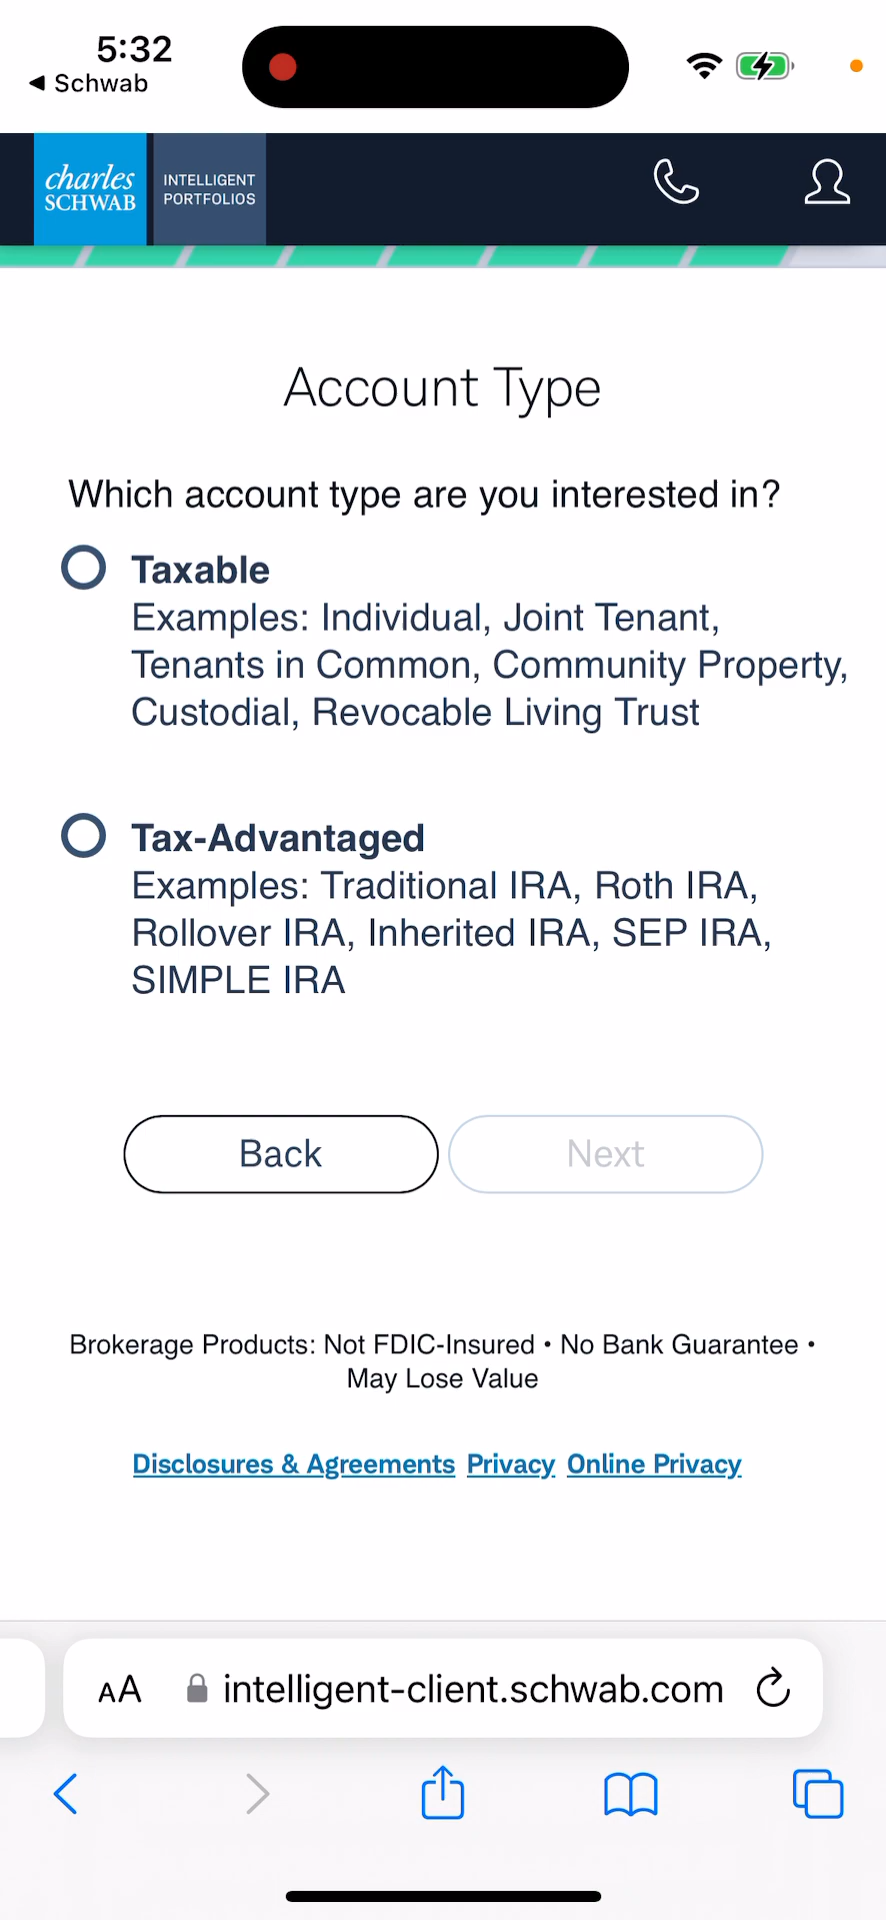 5:32
◀ Schwab
charles
SCHWAB
INTELLIGENT
PORTFOLIOS
Account Type
Which account type are you interested in?
Taxable
Examples: Individual, Joint Tenant,
Tenants in Common, Community Property,
Custodial, Revocable Living Trust
Tax-Advantaged
Examples: Traditional IRA, Roth IRA,
Rollover IRA, Inherited IRA, SEP IRA,
SIMPLE IRA
Back Next
Brokerage Products: Not FDIC-Insured • No Bank Guarantee •
May Lose Value
Disclosures & Agreements Privacy Online Privacy
AA intelligent-client.schwab.com